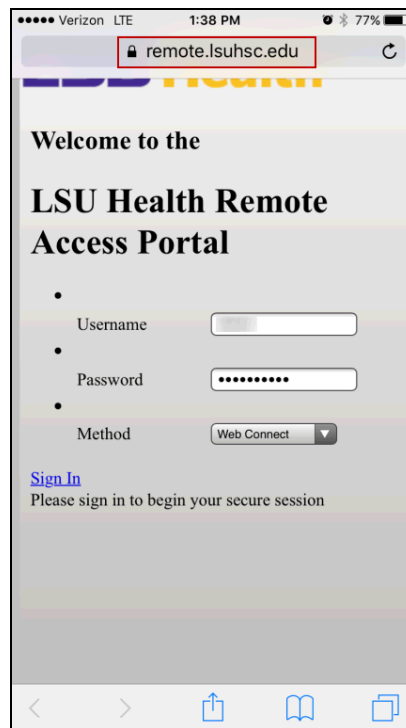 Verizon LTE 1:38 PM 77%
remote.lsuhsc.edu
Health
Welcome to the
LSU Health Remote
Access Portal
Username
Password ••••••••••
Method Web Connect
Sign In
Please sign in to begin your secure session